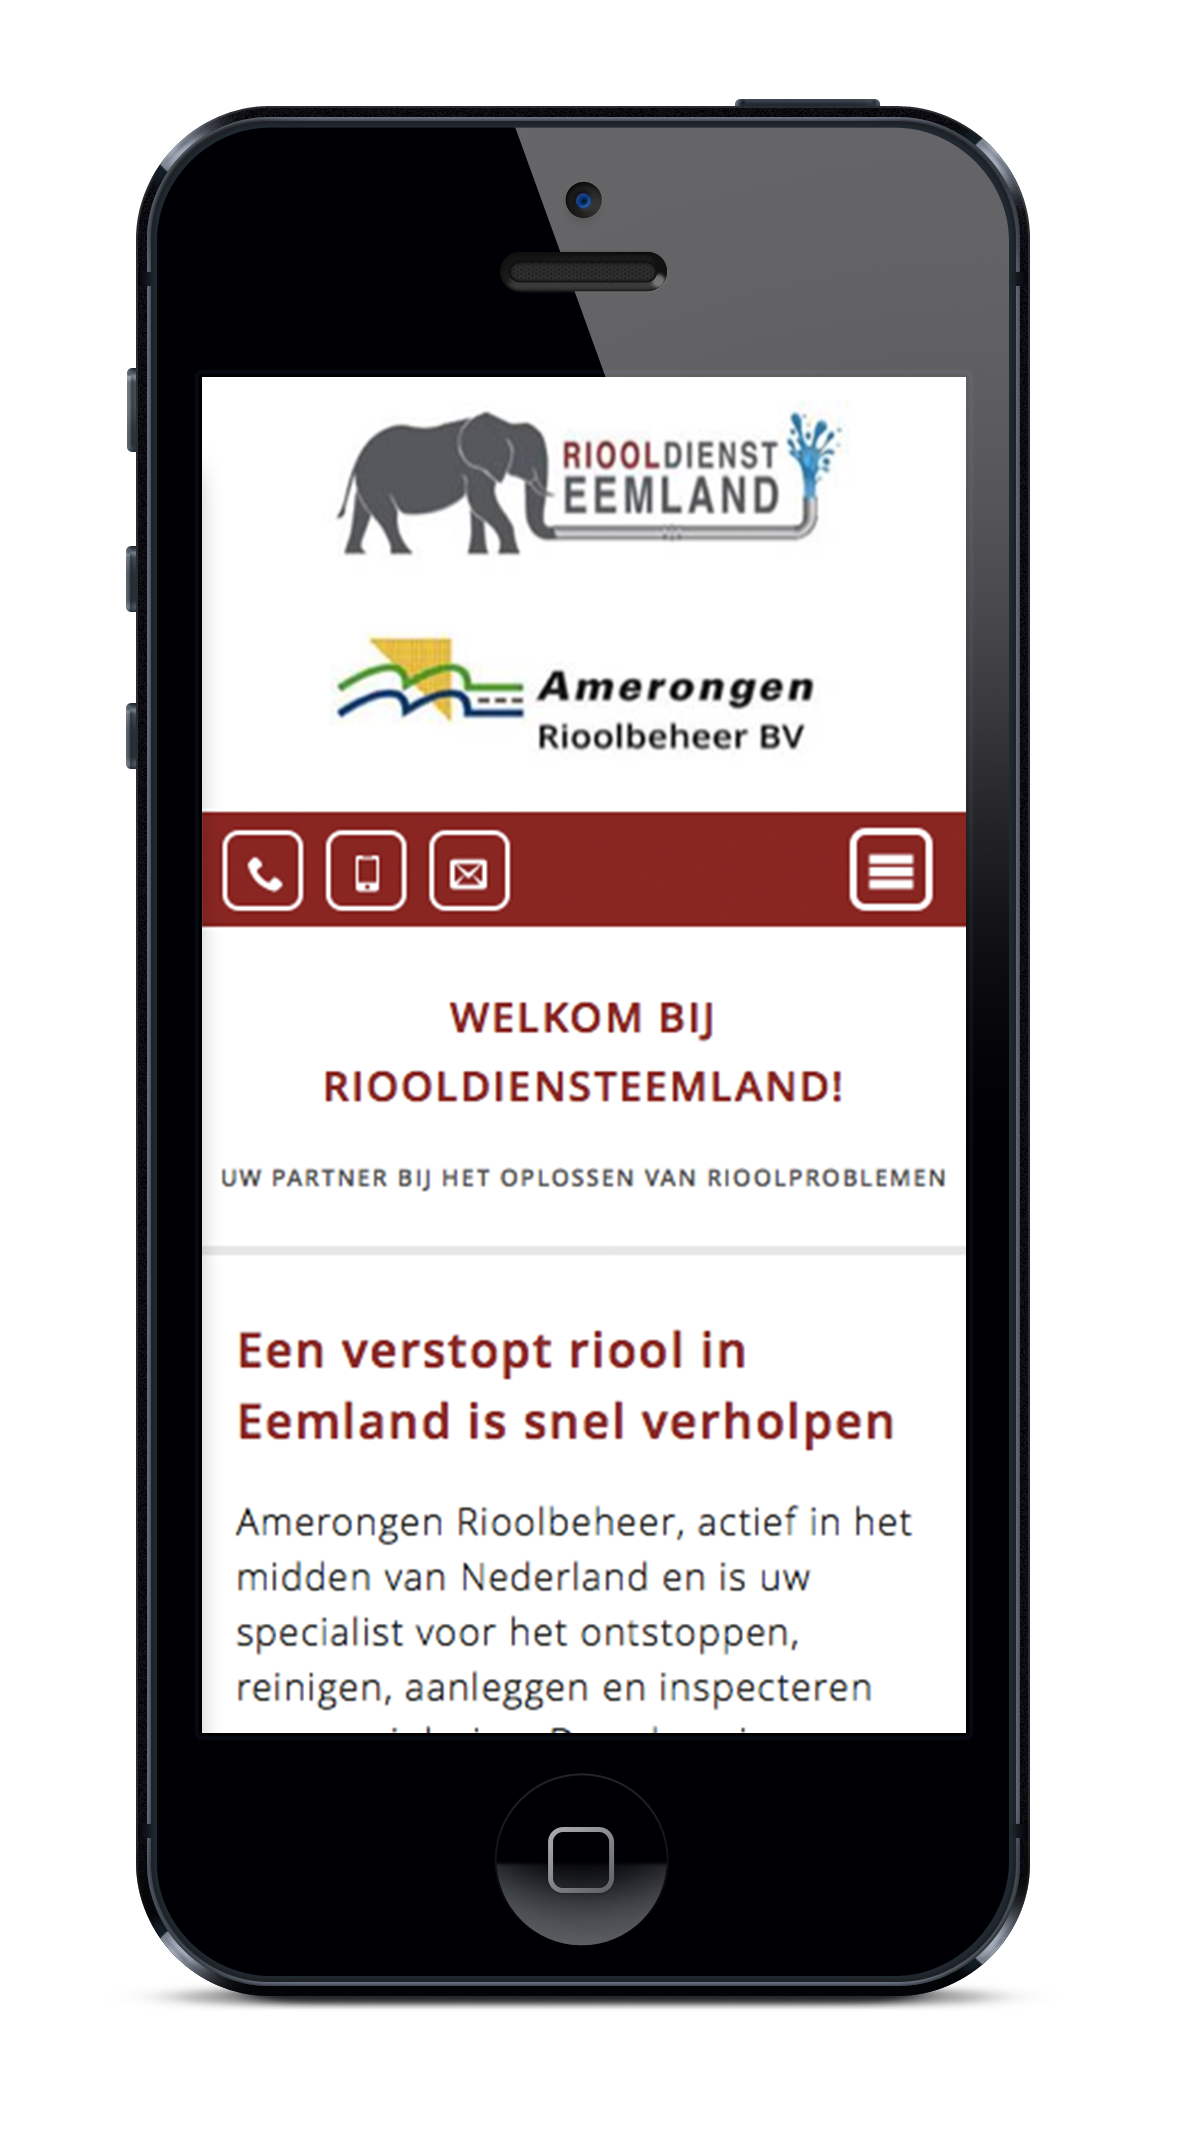 RIOOLDIENST
EEMLAND
Amerongen
Rioolbeheer BV
WELKOM BIJ
RIOOLDIENSTEEMLAND!
UW PARTNER BIJ HET OPLOSSEN VAN RIOOLPROBLEMEN
Een verstopt riool in
Eemland is snel verholpen
Amerongen Rioolbeheer, actief in het
midden van Nederland en is uw
specialist voor het ontstoppen,
reinigen, aanleggen en inspecteren